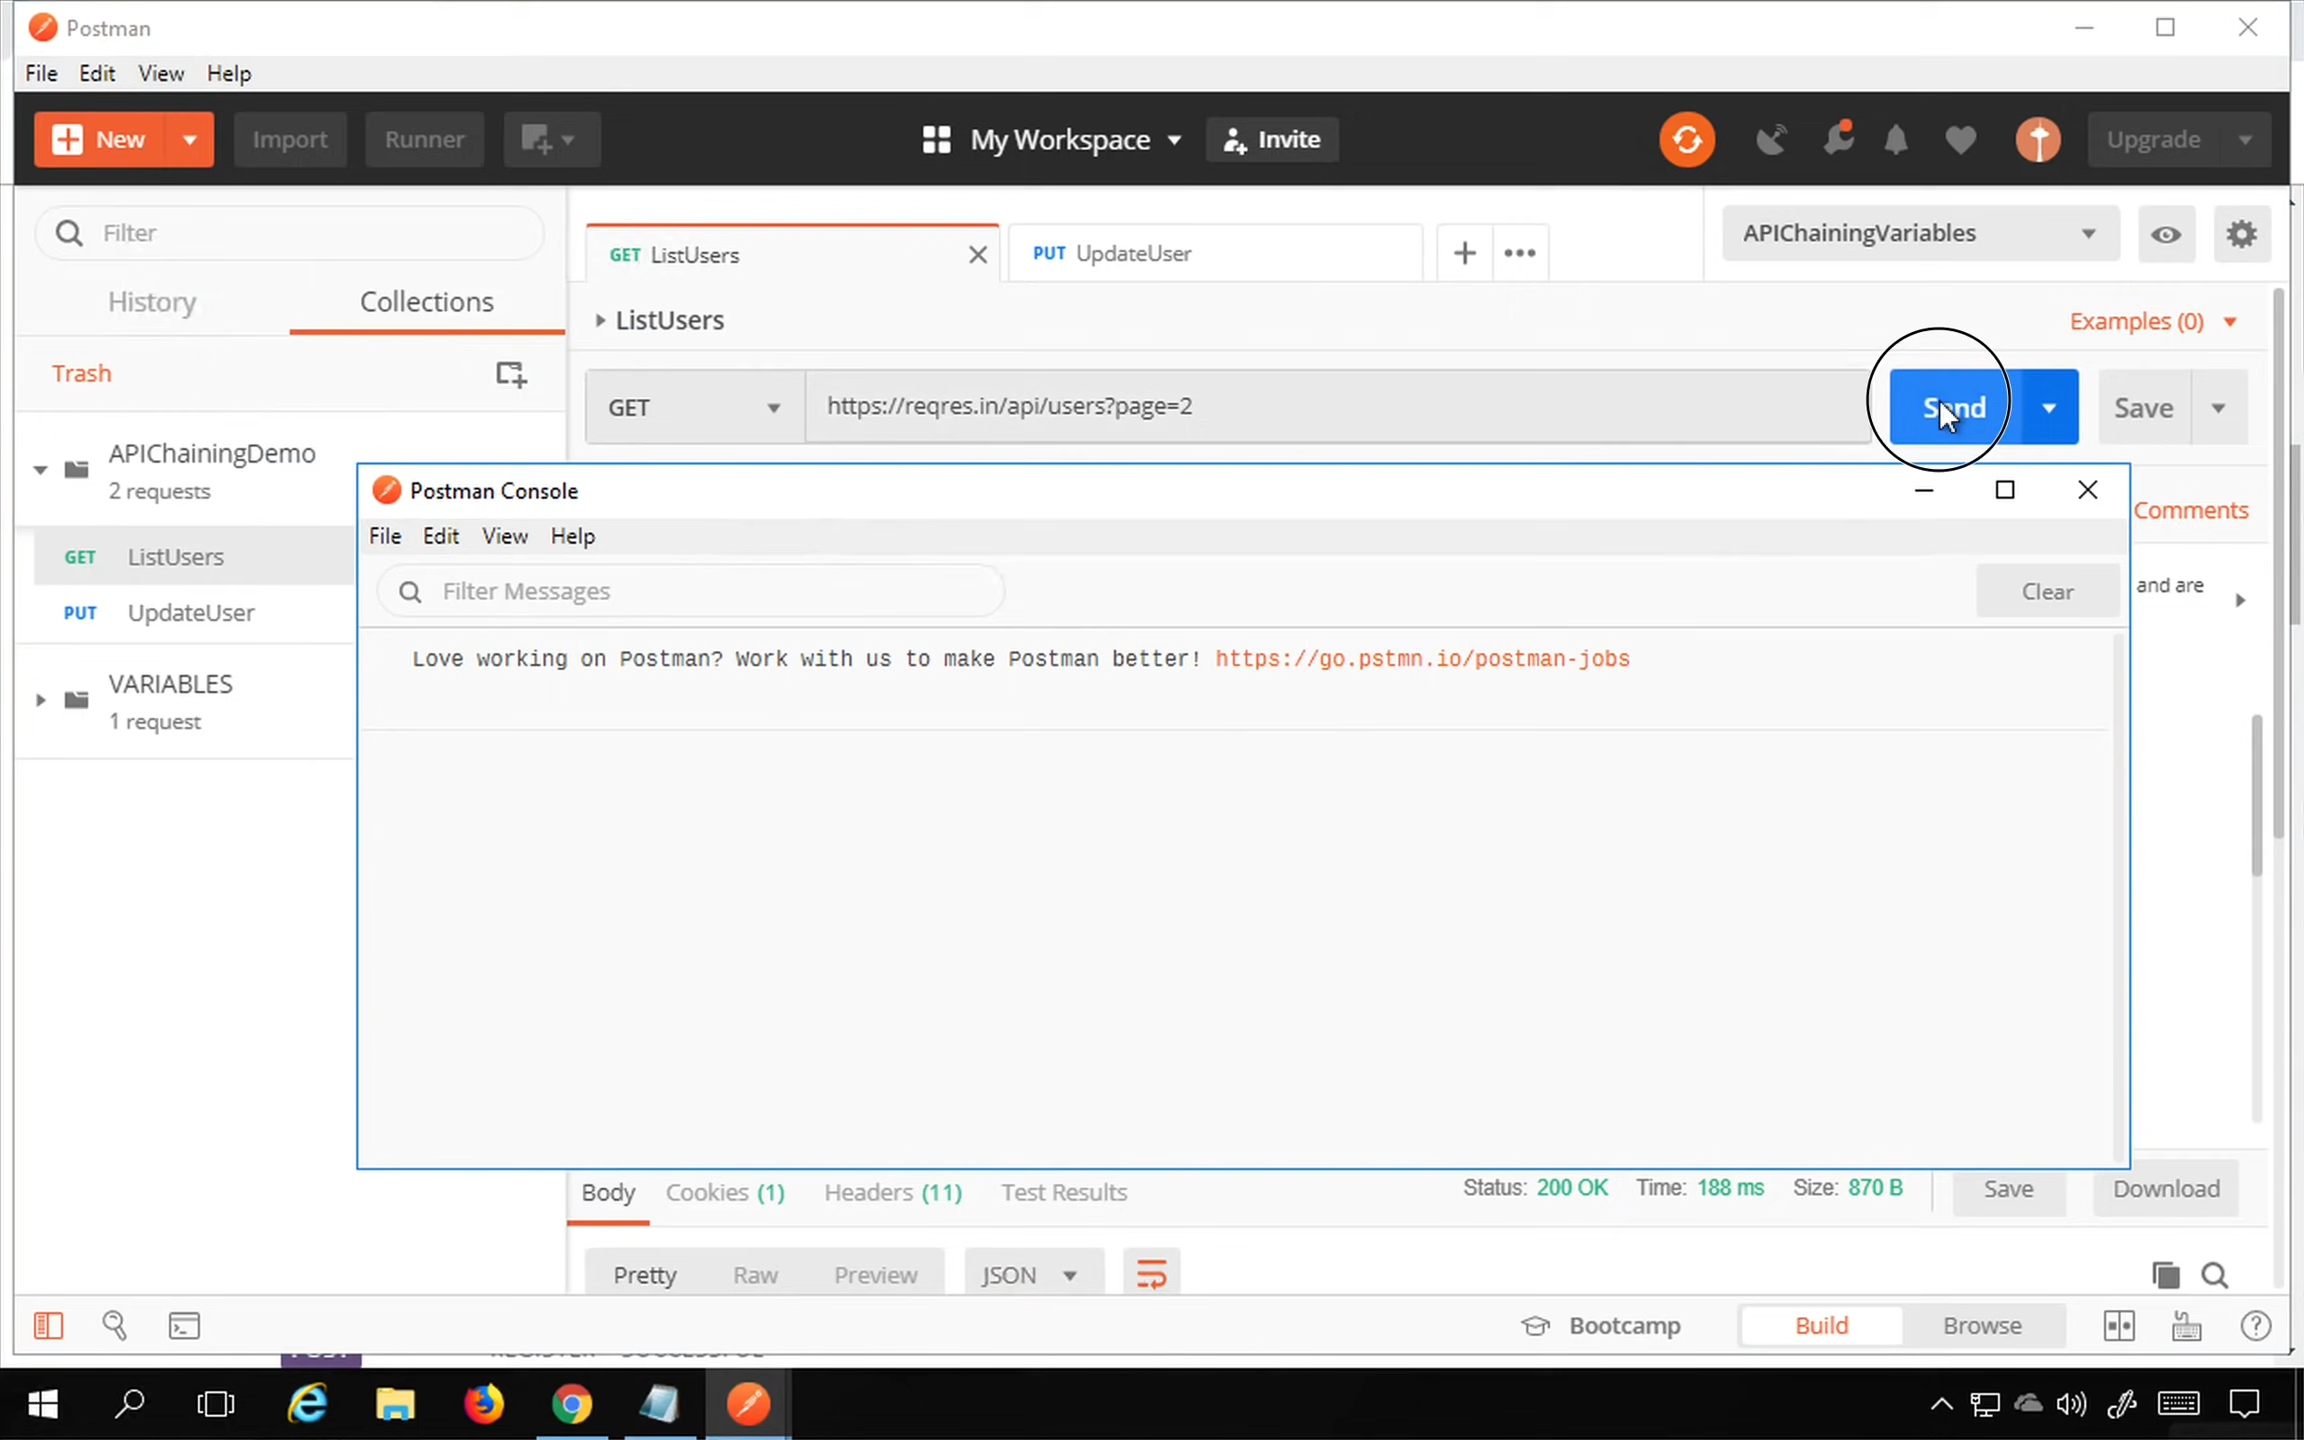 Postman
File Edit View Help
New Import Runner My Workspace Invite Upgrade
Filter
History Collections
Trash
APIChainingDemo
2 requests
GET ListUsers
PUT UpdateUser
VARIABLES
1 request
GET ListUsers PUT UpdateUser
APIChainingVariables
ListUsers Examples (0)
GET https://reqres.in/api/users?page=2 Send Save
Comments
and are
Postman Console
File Edit View Help
Filter Messages Clear
Love working on Postman? Work with us to make Postman better! https://go.pstmn.io/postman-jobs
Body Cookies (1) Headers (11) Test Results Status: 200 OK Time: 188 ms Size: 870 B Save Download
Pretty Raw Preview JSON
Bootcamp Build Browse